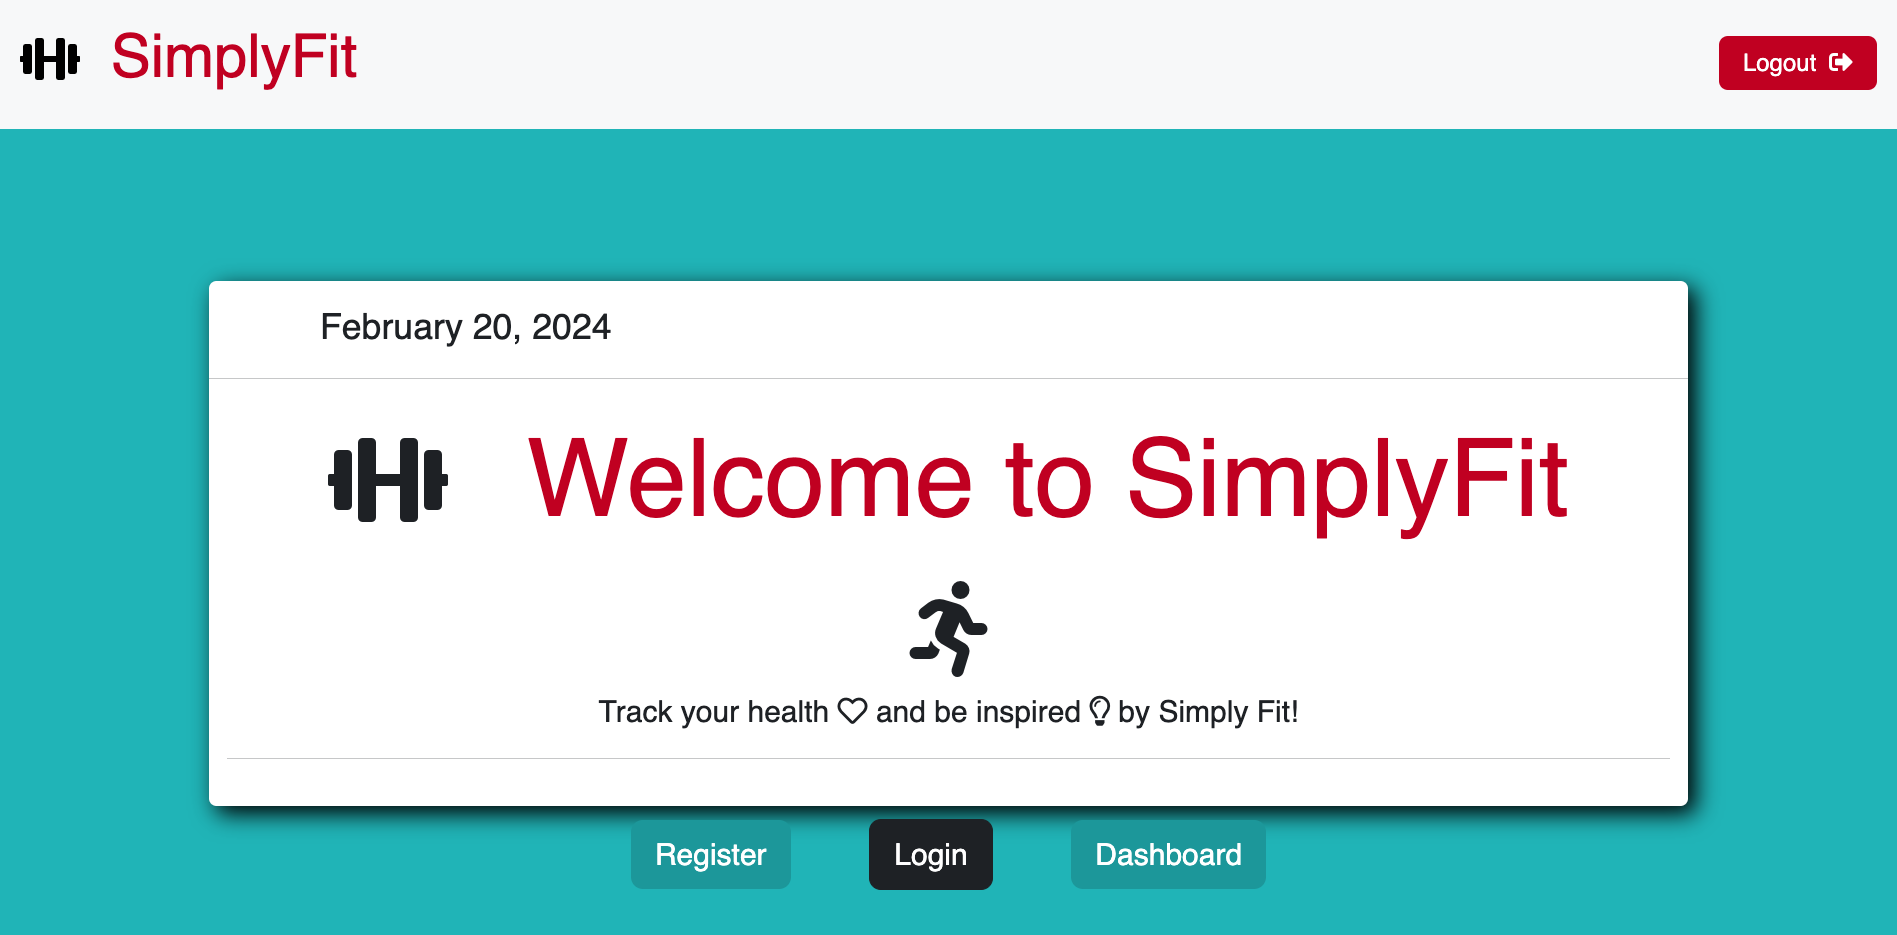 SimplyFit
Logout
February 20, 2024
Welcome to SimplyFit
Track your health and be inspired by Simply Fit!
Register Login Dashboard